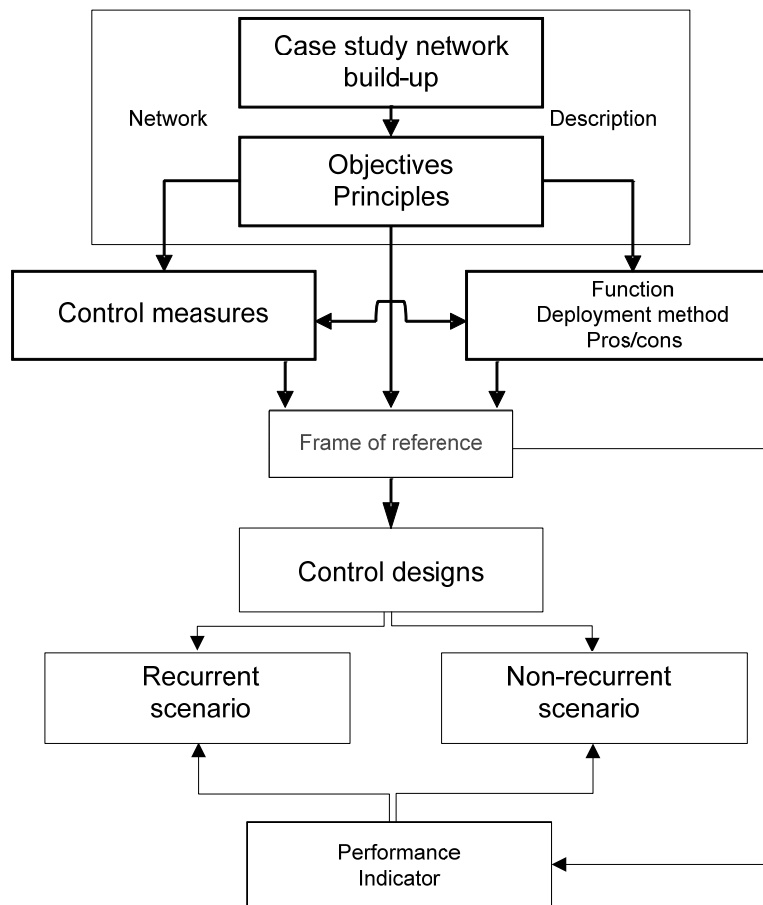 Case study network
build-up
Network
Description
Objectives
Principles
Control measures
Function
Deployment method
Pros/cons
Frame of reference
Control designs
Recurrent
scenario
Non-recurrent
scenario
Performance
Indicator